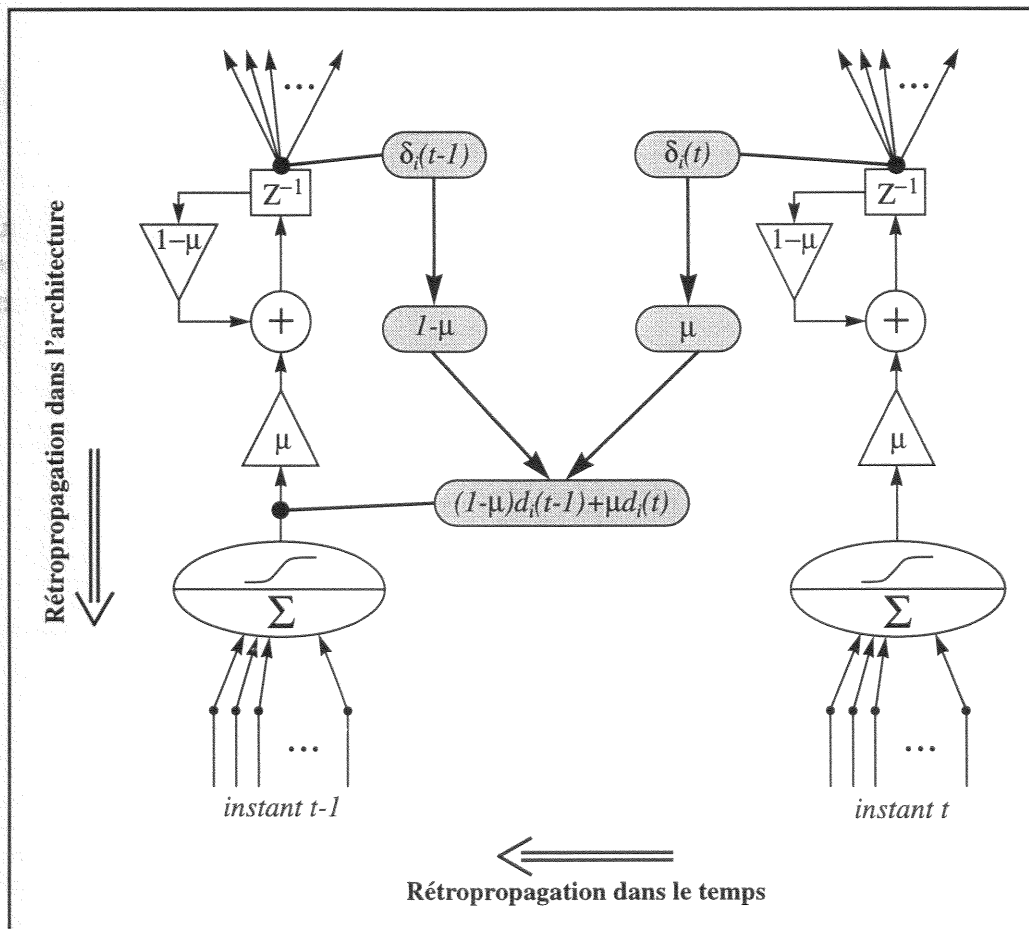 ...
...
δi(t-1)
δi(t)
Z−1
Z−1
1−μ
1−μ
+
1-μ
μ
+
μ
μ
(1-μ)di(t-1)+μdi(t)
Σ
Σ
...
...
instant t-1
instant t
Rétropropagation dans l'architecture
Rétropropagation dans le temps